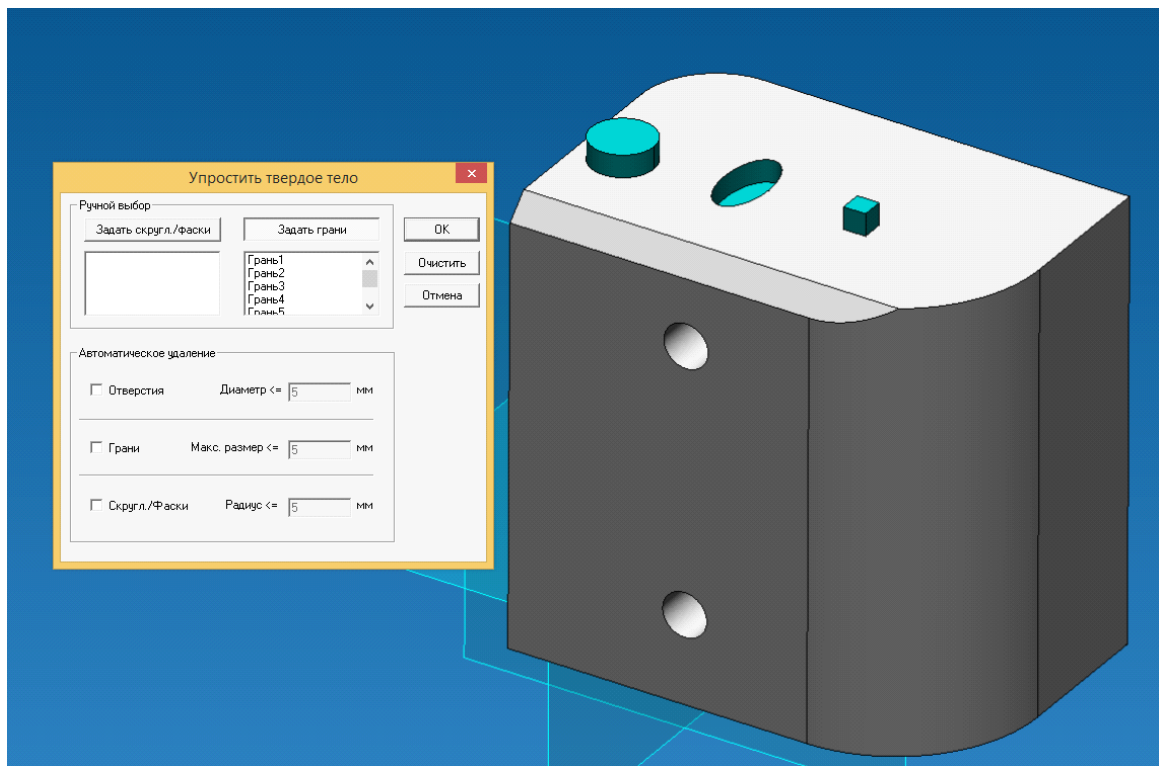 Упростить твердое тело
Ручной выбор
Задать скругл./фаски
Задать грани
OK
Грань1
Грань2
Грань3
Грань4
Грань5
Очистить
Отмена
Автоматическое удаление
Отверстия Диаметр <= 5 мм
Грани Макс. размер <= 5 мм
Скругл./Фаски Радиус <= 5 мм